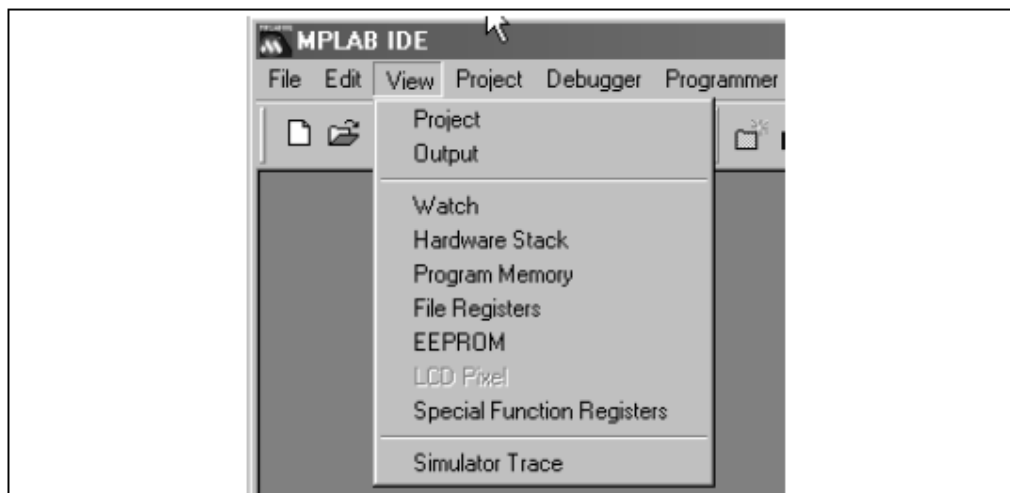 MPLAB IDE
File Edit View Project Debugger Programmer
Project
Output
Watch
Hardware Stack
Program Memory
File Registers
EEPROM
LCD Pixel
Special Function Registers
Simulator Trace